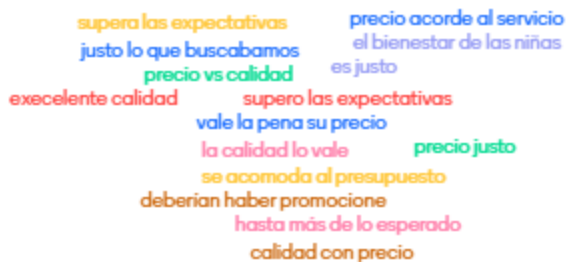 supera las expectativas
precio acorde al servicio
justo lo que buscabamos
el bienestar de las niñas
precio vs calidad
es justo
execelente calidad
supero las expectativas
vale la pena su precio
la calidad lo vale
precio justo
se acomoda al presupuesto
deberian haber promocione
hasta más de lo esperado
calidad con precio